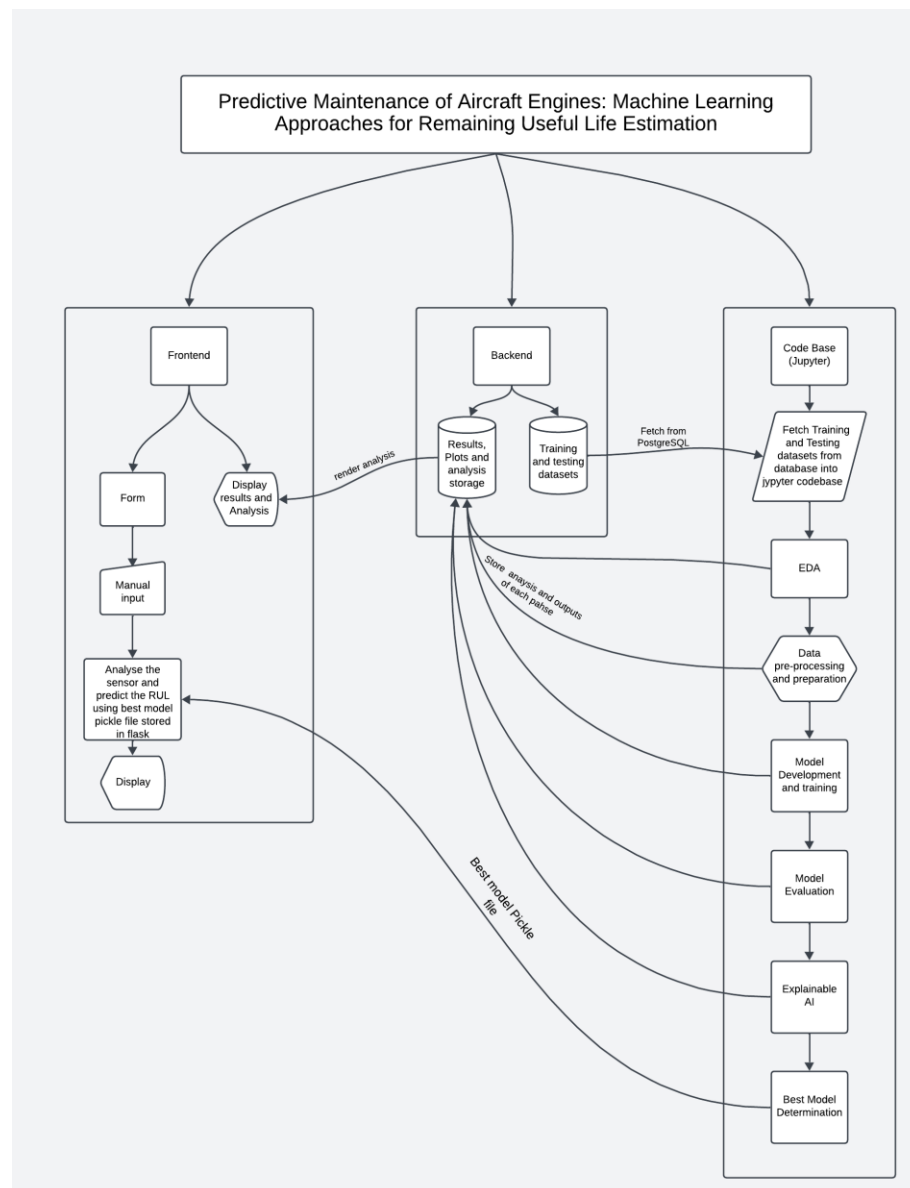 Predictive Maintenance of Aircraft Engines: Machine Learning
Approaches for Remaining Useful Life Estimation
Frontend
Form
Display
results and
Analysis
Manual
input
Analyse the
sensor and
predict the RUL
using best model
pickle file stored
in flask
Display
render analysis
Backend
Results,
Plots and
analysis
storage
Training
and testing
datasets
Fetch from
PostgreSQL
Store anaysis and outputs
of each pahse
Best model Pickle
file
Code Base
(Jupyter)
Fetch Training
and Testing
datasets from
database into
jypyter codebase
EDA
Data
pre-processing
and preparation
Model
Development
and training
Model
Evaluation
Explainable
AI
Best Model
Determination